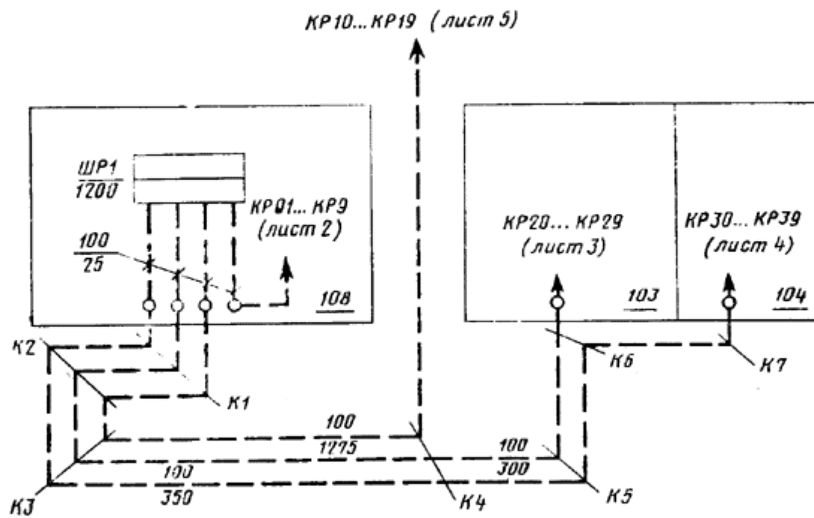 КР10...КР19 (лист 5)
ШР1
1200
КР01...КР9
(лист 2)
100
25
108
КР20...КР29
(лист 3)
103
КР30...КР39
(лист 4)
104
К2
К1
К6
К7
100
1275
100
300
100
350
К3
К4
К5